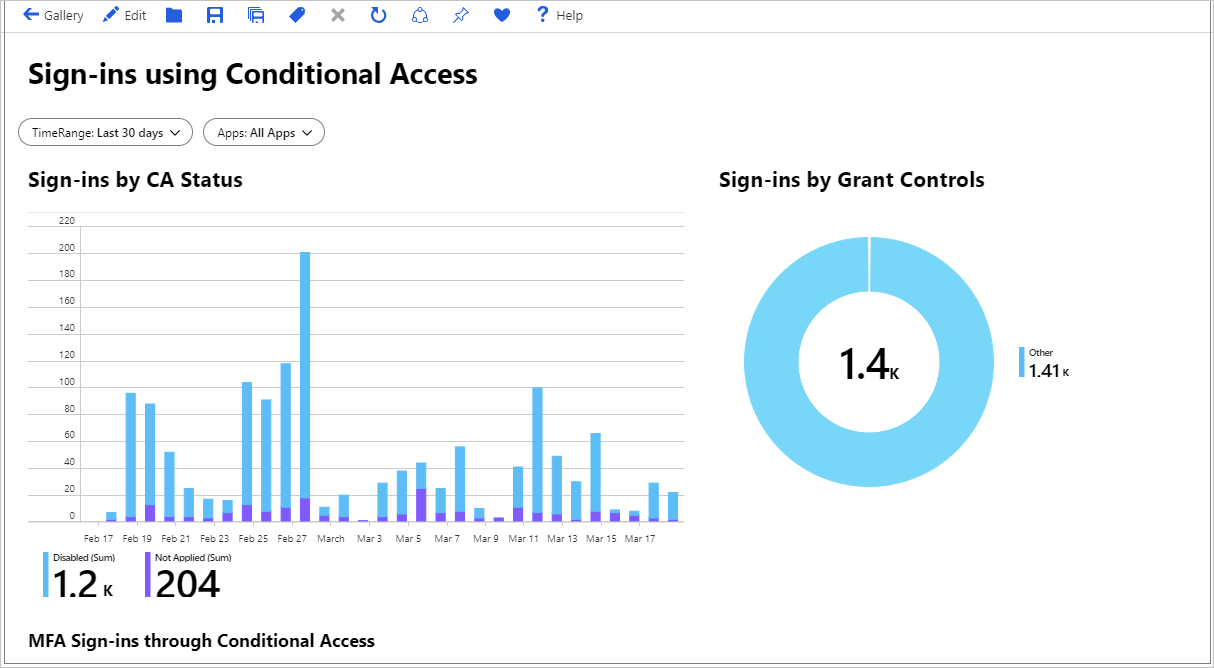 Gallery Edit Help
Sign-ins using Conditional Access
TimeRange: Last 30 days Apps: All Apps
Sign-ins by CA Status
220
200
180
160
140
120
100
80
60
40
20
0
Feb 17 Feb 19 Feb 21 Feb 23 Feb 25 Feb 27 March Mar 3 Mar 5 Mar 7 Mar 9 Mar 11 Mar 13 Mar 15 Mar 17
Disabled (Sum) Not Applied (Sum)
1.2 K 204
Sign-ins by Grant Controls
1.4K
Other
1.41 K
MFA Sign-ins through Conditional Access